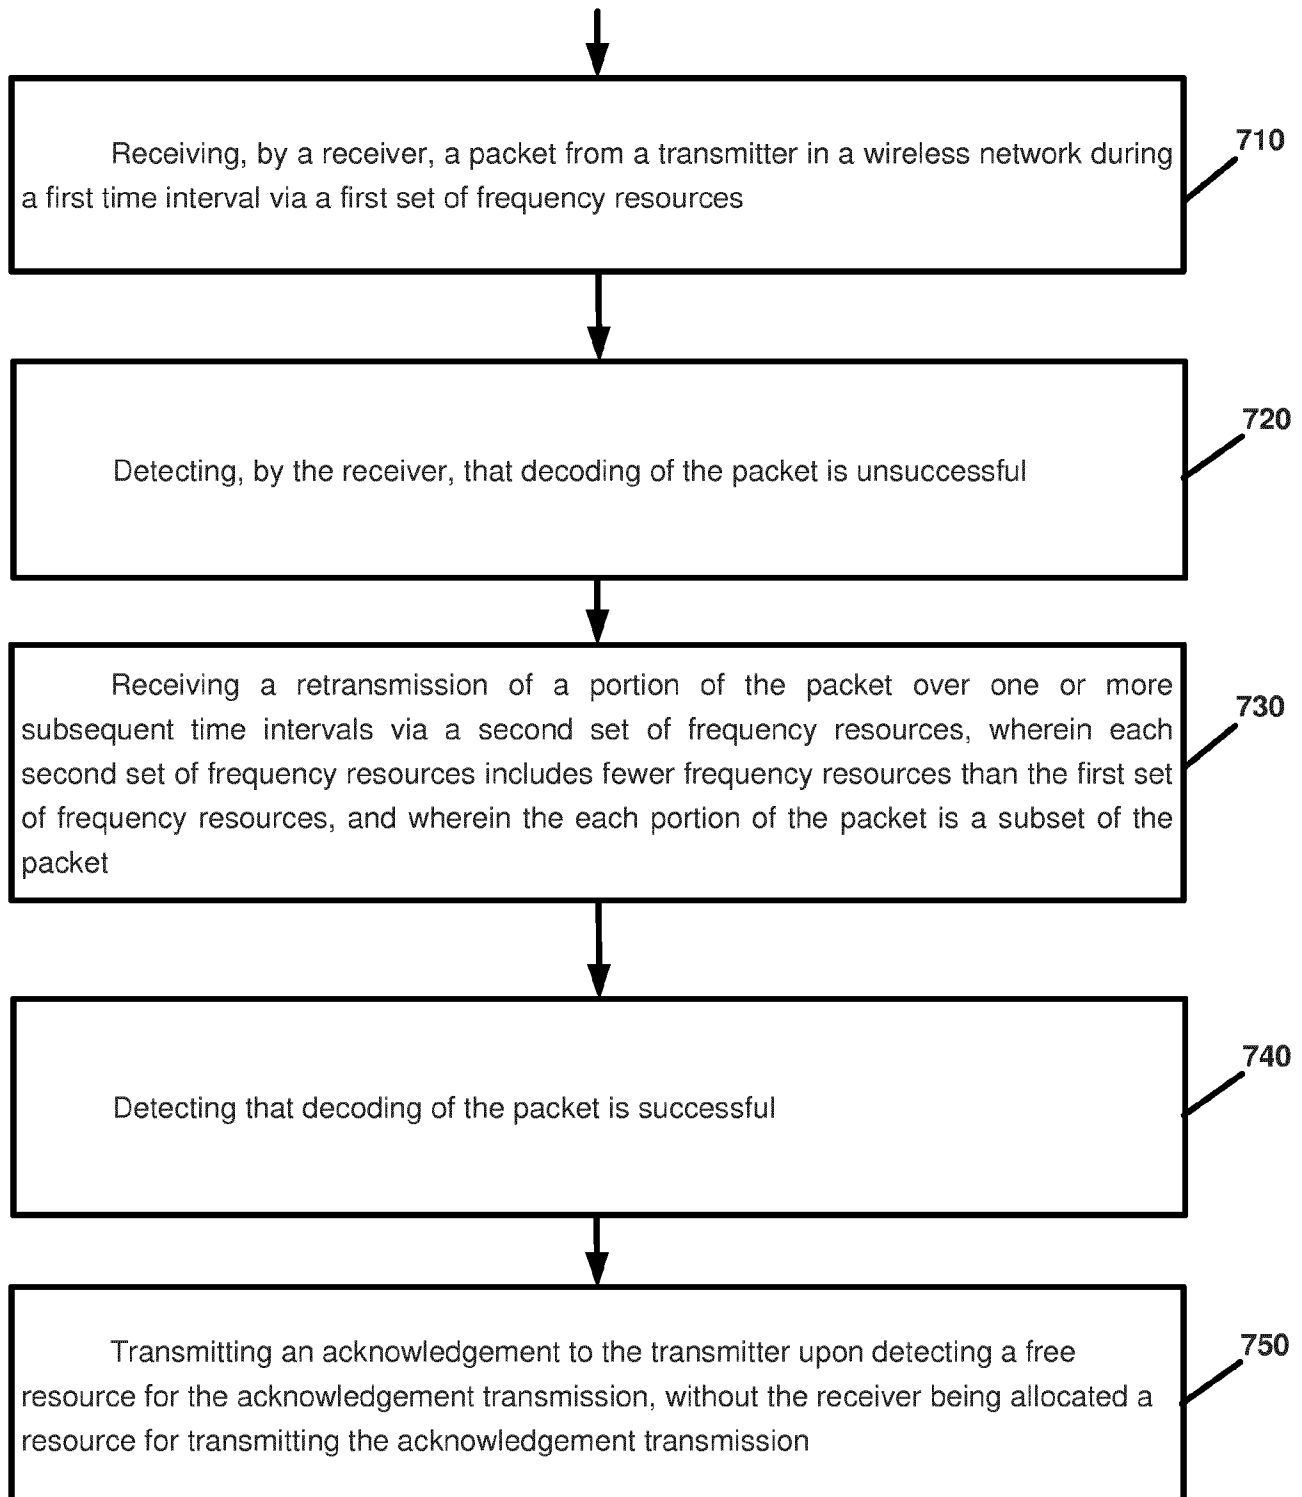 Receiving, by a receiver, a packet from a transmitter in a wireless network during
a first time interval via a first set of frequency resources
710
Detecting, by the receiver, that decoding of the packet is unsuccessful
720
Receiving a retransmission of a portion of the packet over one or more
subsequent time intervals via a second set of frequency resources, wherein each
second set of frequency resources includes fewer frequency resources than the first set
of frequency resources, and wherein the each portion of the packet is a subset of the
packet
730
Detecting that decoding of the packet is successful
740
Transmitting an acknowledgement to the transmitter upon detecting a free
resource for the acknowledgement transmission, without the receiver being allocated a
resource for transmitting the acknowledgement transmission
750